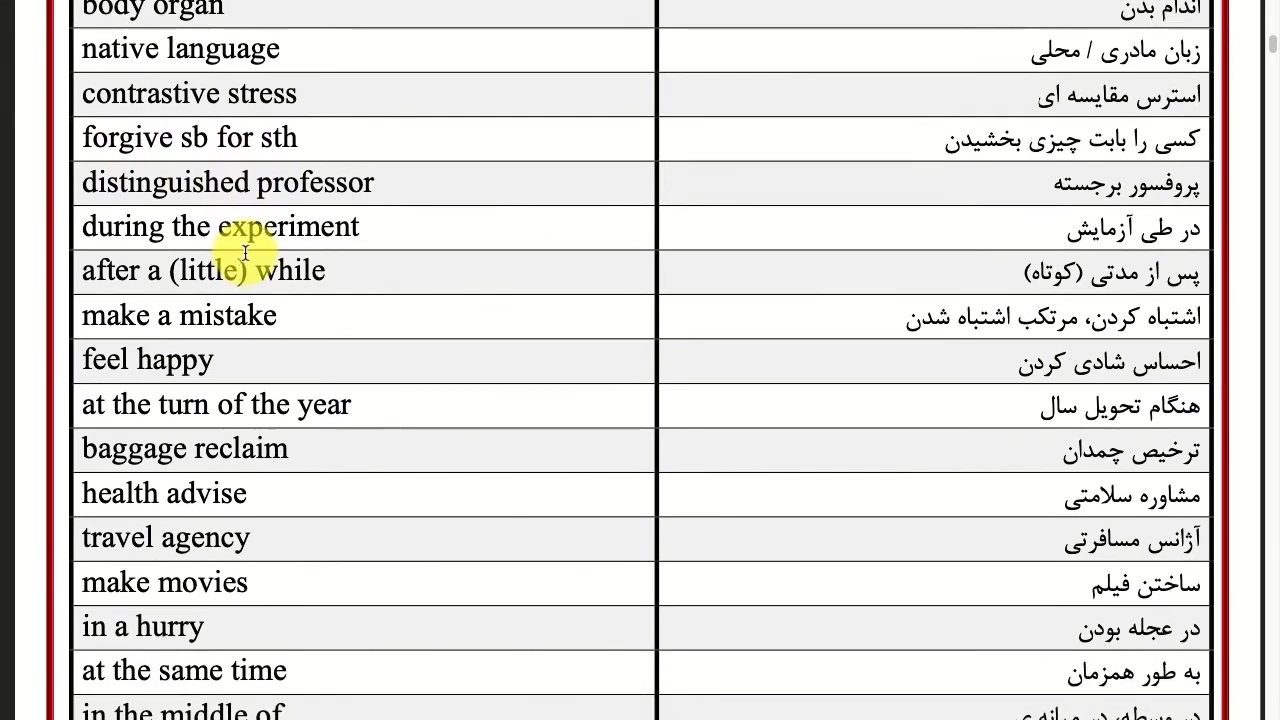 body organ اندام بدن
native language زبان مادری / محلی
contrastive stress استرس مقایسه ای
forgive sb for sth کسی را بابت چیزی بخشیدن
distinguished professor پروفسور برجسته
during the experiment در طی آزمایش
after a (little) while پس از مدتی (کوتاه)
make a mistake اشتباه کردن، مرتکب اشتباه شدن
feel happy احساس شادی کردن
at the turn of the year هنگام تحویل سال
baggage reclaim ترخیص چمدان
health advise مشاوره سلامتی
travel agency آژانس مسافرتی
make movies ساختن فیلم
in a hurry در عجله بودن
at the same time به طور همزمان
in the middle of در وسطِ، در میانه ی